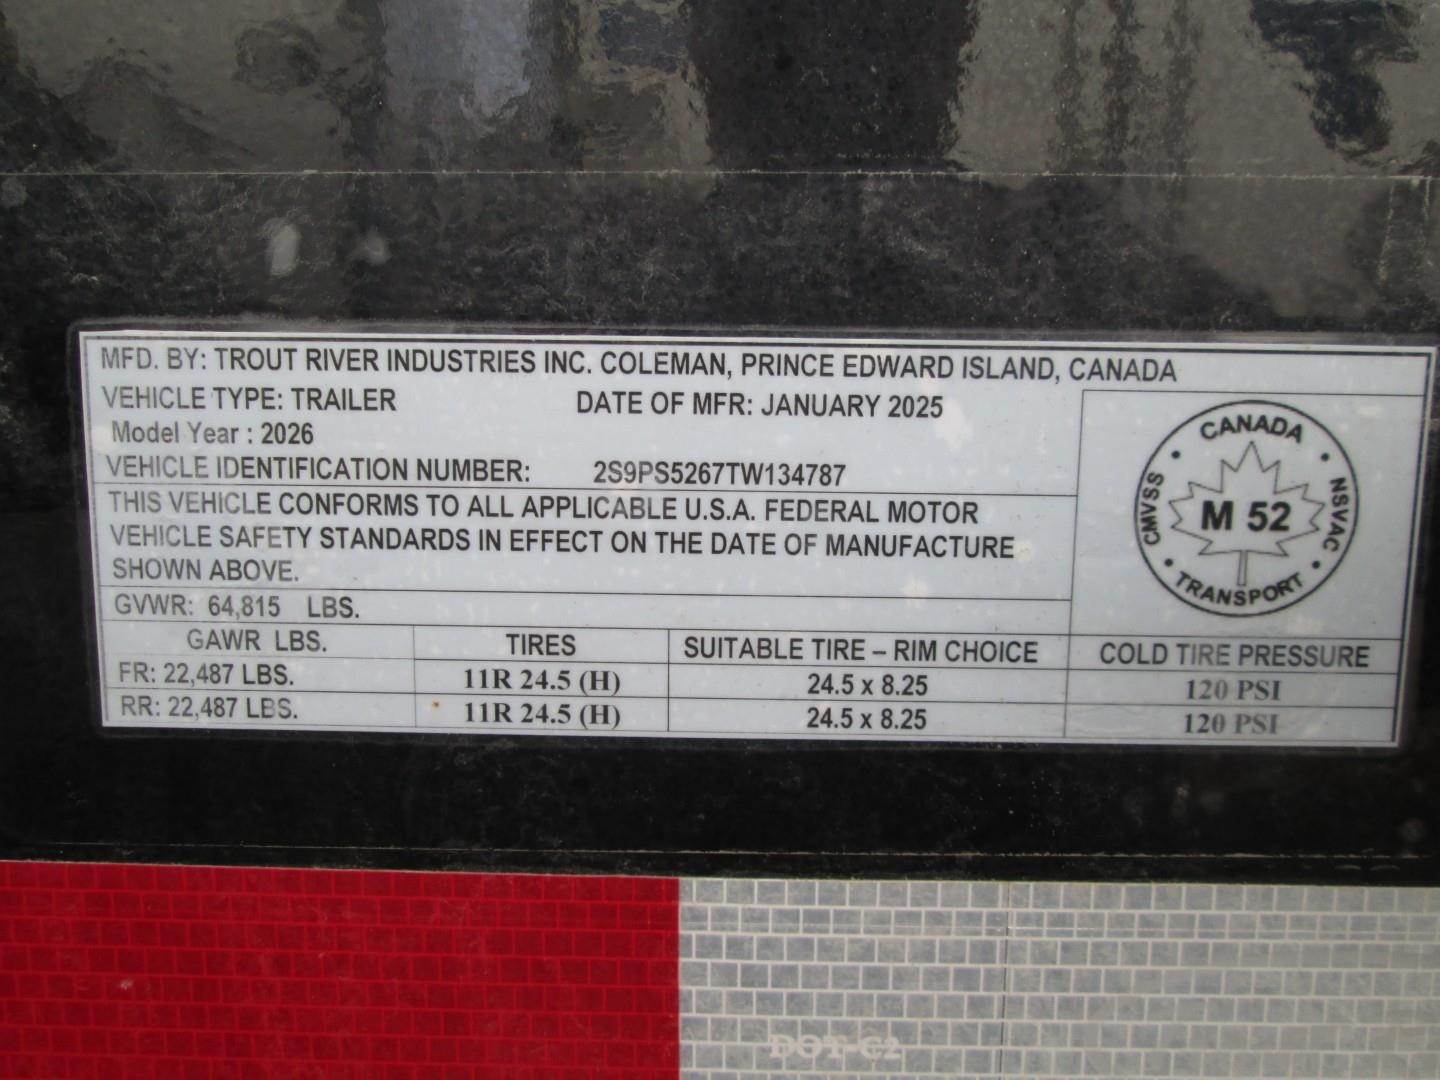 MFD. BY: TROUT RIVER INDUSTRIES INC. COLEMAN, PRINCE EDWARD ISLAND, CANADA
VEHICLE TYPE: TRAILER DATE OF MFR: JANUARY 2025
Model Year : 2026
VEHICLE IDENTIFICATION NUMBER: 2S9PS5267TW134787
THIS VEHICLE CONFORMS TO ALL APPLICABLE U.S.A. FEDERAL MOTOR
VEHICLE SAFETY STANDARDS IN EFFECT ON THE DATE OF MANUFACTURE
SHOWN ABOVE.
GVWR: 64,815 LBS.
CANADA
CMVSS
M 52
NSVAC
TRANSPORT
GAWR LBS. TIRES SUITABLE TIRE – RIM CHOICE COLD TIRE PRESSURE
FR: 22,487 LBS. 11R 24.5 (H) 24.5 x 8.25 120 PSI
RR: 22,487 LBS. 11R 24.5 (H) 24.5 x 8.25 120 PSI
DOT-C2